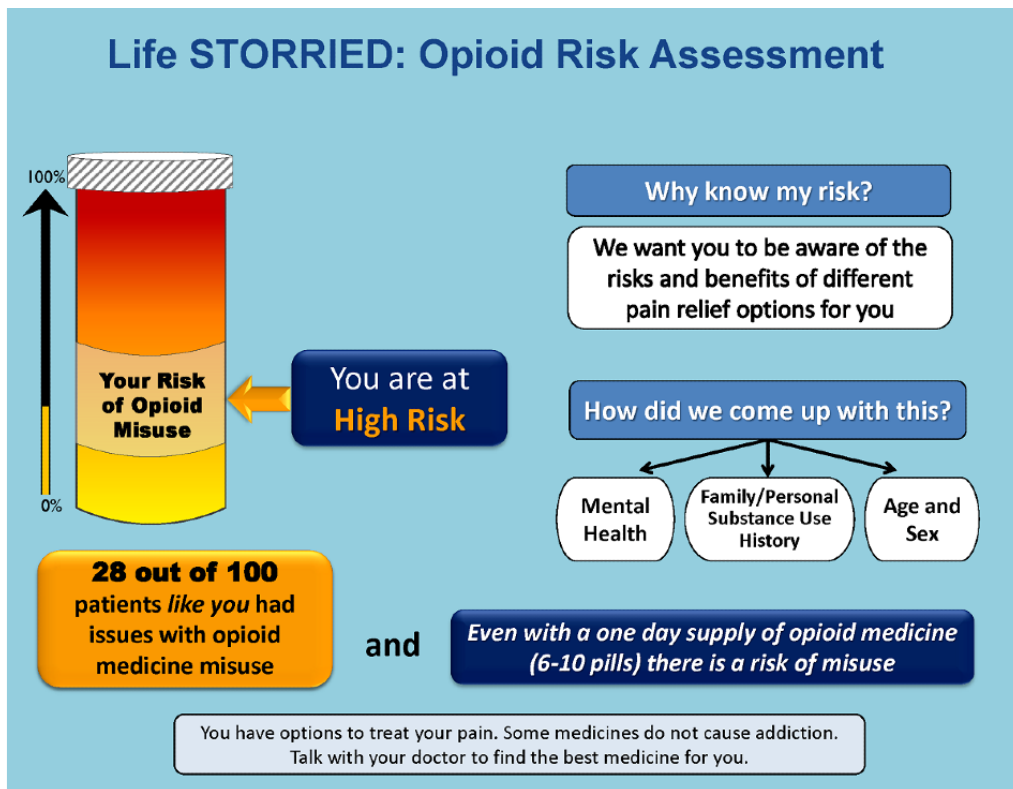 Life STORRIED: Opioid Risk Assessment
100%
0%
Your Risk
of Opioid
Misuse
You are at
High Risk
Why know my risk?
We want you to be aware of the
risks and benefits of different
pain relief options for you
How did we come up with this?
Mental
Health
Family/Personal
Substance Use
History
Age and
Sex
28 out of 100
patients like you had
issues with opioid
medicine misuse
and
Even with a one day supply of opioid medicine
(6-10 pills) there is a risk of misuse
You have options to treat your pain. Some medicines do not cause addiction.
Talk with your doctor to find the best medicine for you.